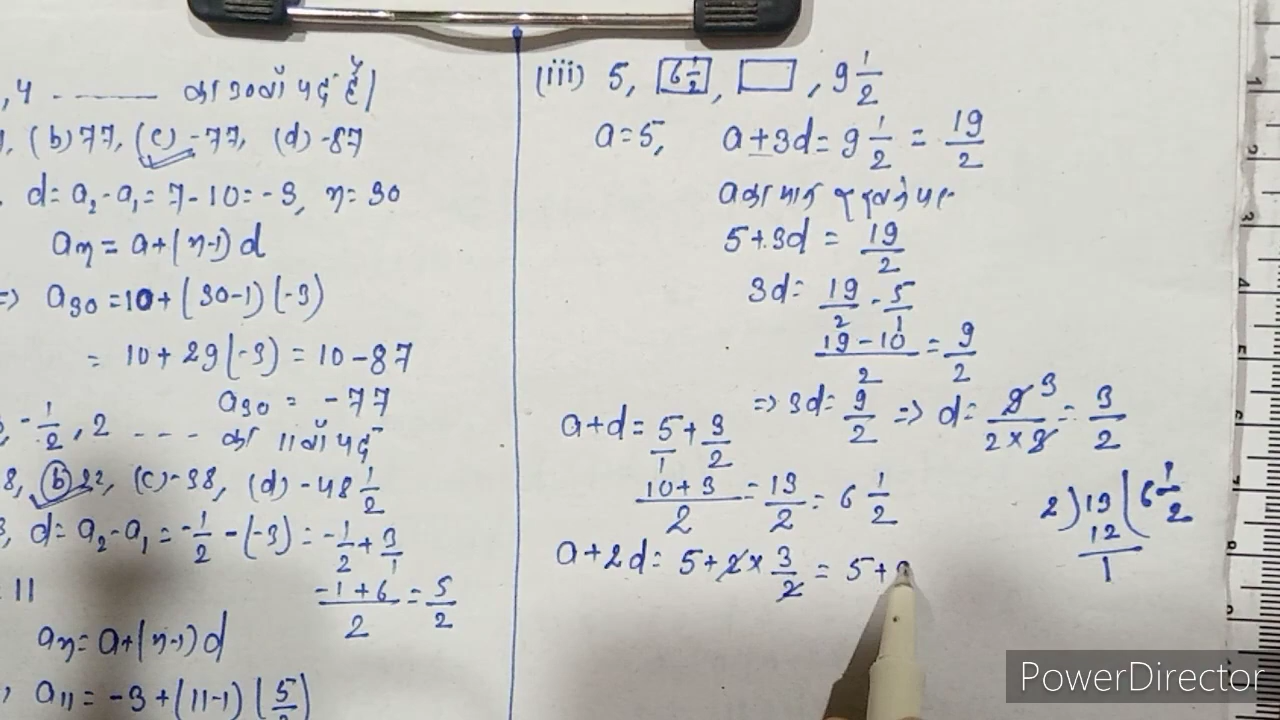 ,4 ------ का 30वाँ पद है|
, (b) 77, (c) -77, (d) -87
d = a₂ - a₁ = 7 - 10 = -3, n = 30
aₙ = a + (n-1) d
=> a₃₀ = 10 + (30-1) (-3)
= 10 + 29 (-3) = 10 - 87
a₃₀ = -77
, -1/2, 2 - - - - का 11वाँ पद
8, (b) 22, (c) -38, (d) -48 1/2
3, d = a₂ - a₁ = -1/2 - (-3) = -1/2 + 3/1
(-1+6)/2 = 5/2
11
aₙ = a + (n-1) d
, a₁₁ = -3 + (11-1) (5/2)
(iii) 5, 6 1/2, □, 9 1/2
a = 5, a + 3d = 9 1/2 = 19/2
a का मान रखने पर
5 + 3d = 19/2
3d = 19/2 - 5/1
(19 - 10)/2 = 9/2
=> 3d = 9/2 => d = 9 3/(2×3) = 3/2
a + d = 5/1 + 3/2
(10 + 3)/2 = 13/2 = 6 1/2
2) 13 (6 1/2
12
1
a + 2d = 5 + 2 × 3/2 = 5 +
PowerDirector